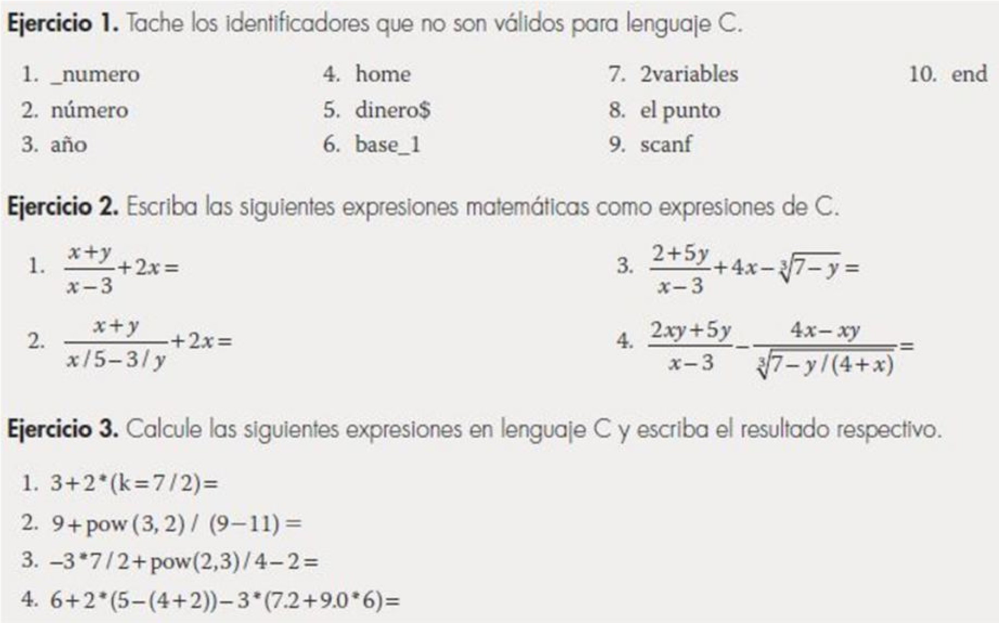 Ejercicio 1. Tache los identificadores que no son válidos para lenguaje C.
1. _numero
2. número
3. año
4. home
5. dinero$
6. base_1
7. 2variables
8. el punto
9. scanf
10. end
Ejercicio 2. Escriba las siguientes expresiones matemáticas como expresiones de C.
1. \frac{x+y}{x-3}+2x=
2. \frac{x+y}{x/5-3/y}+2x=
3. \frac{2+5y}{x-3}+4x-\sqrt[3]{7-y}=
4. \frac{2xy+5y}{x-3}-\frac{4x-xy}{\sqrt[3]{7-y/(4+x)}}=
Ejercicio 3. Calcule las siguientes expresiones en lenguaje C y escriba el resultado respectivo.
1. 3+2*(k=7/2)=
2. 9+pow (3, 2) / (9−11) =
3. −3*7/2+pow(2,3)/4−2=
4. 6+2*(5−(4+2))−3*(7.2+9.0*6)=